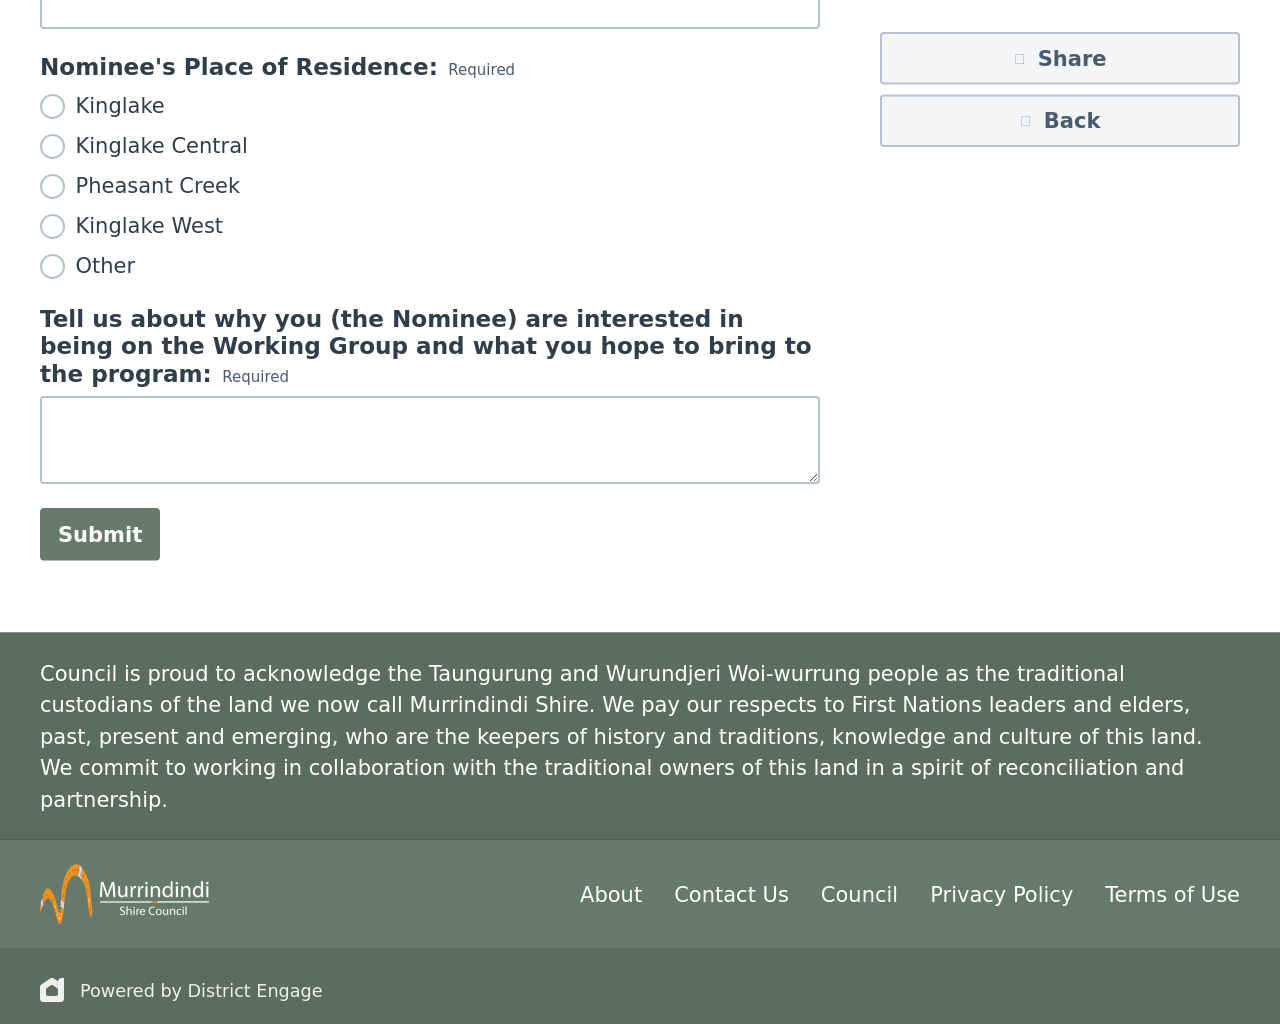 Nominee's Place of Residence: Required
Kinglake
Kinglake Central
Pheasant Creek
Kinglake West
Other
Tell us about why you (the Nominee) are interested in
being on the Working Group and what you hope to bring to
the program: Required
Submit
Share
Back
Council is proud to acknowledge the Taungurung and Wurundjeri Woi-wurrung people as the traditional
custodians of the land we now call Murrindindi Shire. We pay our respects to First Nations leaders and elders,
past, present and emerging, who are the keepers of history and traditions, knowledge and culture of this land.
We commit to working in collaboration with the traditional owners of this land in a spirit of reconciliation and
partnership.
Murrindindi
Shire Council
About Contact Us Council Privacy Policy Terms of Use
Powered by District Engage